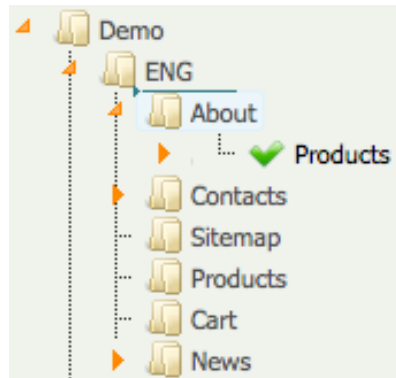 Demo
ENG
About
Products
Contacts
Sitemap
Products
Cart
News